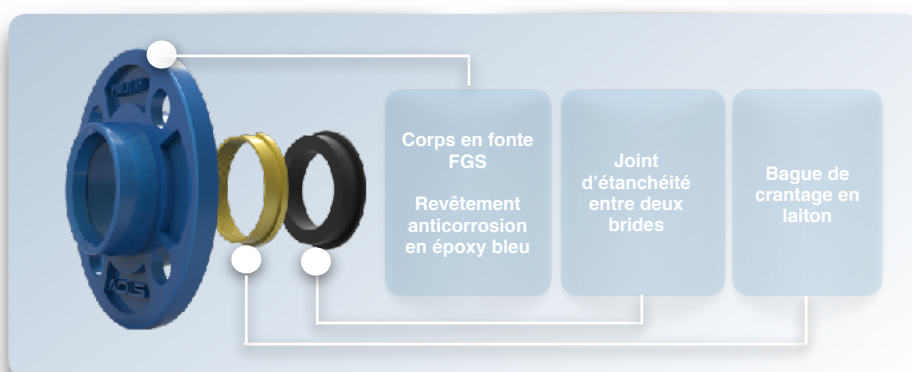 Corps en fonte
FGS
Revêtement
anticorrosion
en époxy bleu
Joint
d'étanchéité
entre deux
brides
Bague de
crantage en
laiton